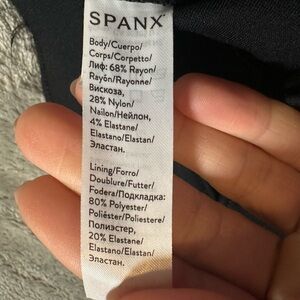 SPANX
Body/Cuerpo/
Corps/Corpetto/
Лиф: 68% Rayon/
Rayón/Rayonne/
Вискоза,
28% Nylon/
Nailon/Нейлон,
4% Elastane/
Elastano/Elastan/
Эластан.
Lining/Forro/
Doublure/Futter/
Fodera/Подкладка:
80% Polyester/
Poliéster/Poliestere/
Полиэстер,
20% Elastane/
Elastano/Elastan/
Эластан.